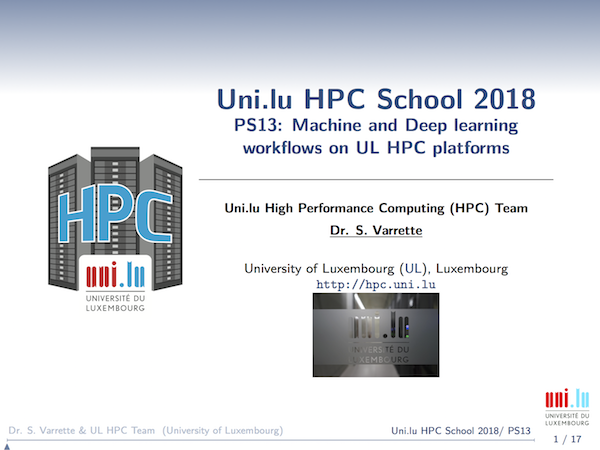 Uni.lu HPC School 2018
PS13: Machine and Deep learning
workflows on UL HPC platforms
HPC
uni.lu
UNIVERSITÉ DU
LUXEMBOURG
Uni.lu High Performance Computing (HPC) Team
Dr. S. Varrette
University of Luxembourg (UL), Luxembourg
http://hpc.uni.lu
uni.lu
UNIVERSITÉ DU
LUXEMBOURG
uni.lu
UNIVERSITÉ DU
LUXEMBOURG
Dr. S. Varrette & UL HPC Team (University of Luxembourg)
Uni.lu HPC School 2018/ PS13
1 / 17